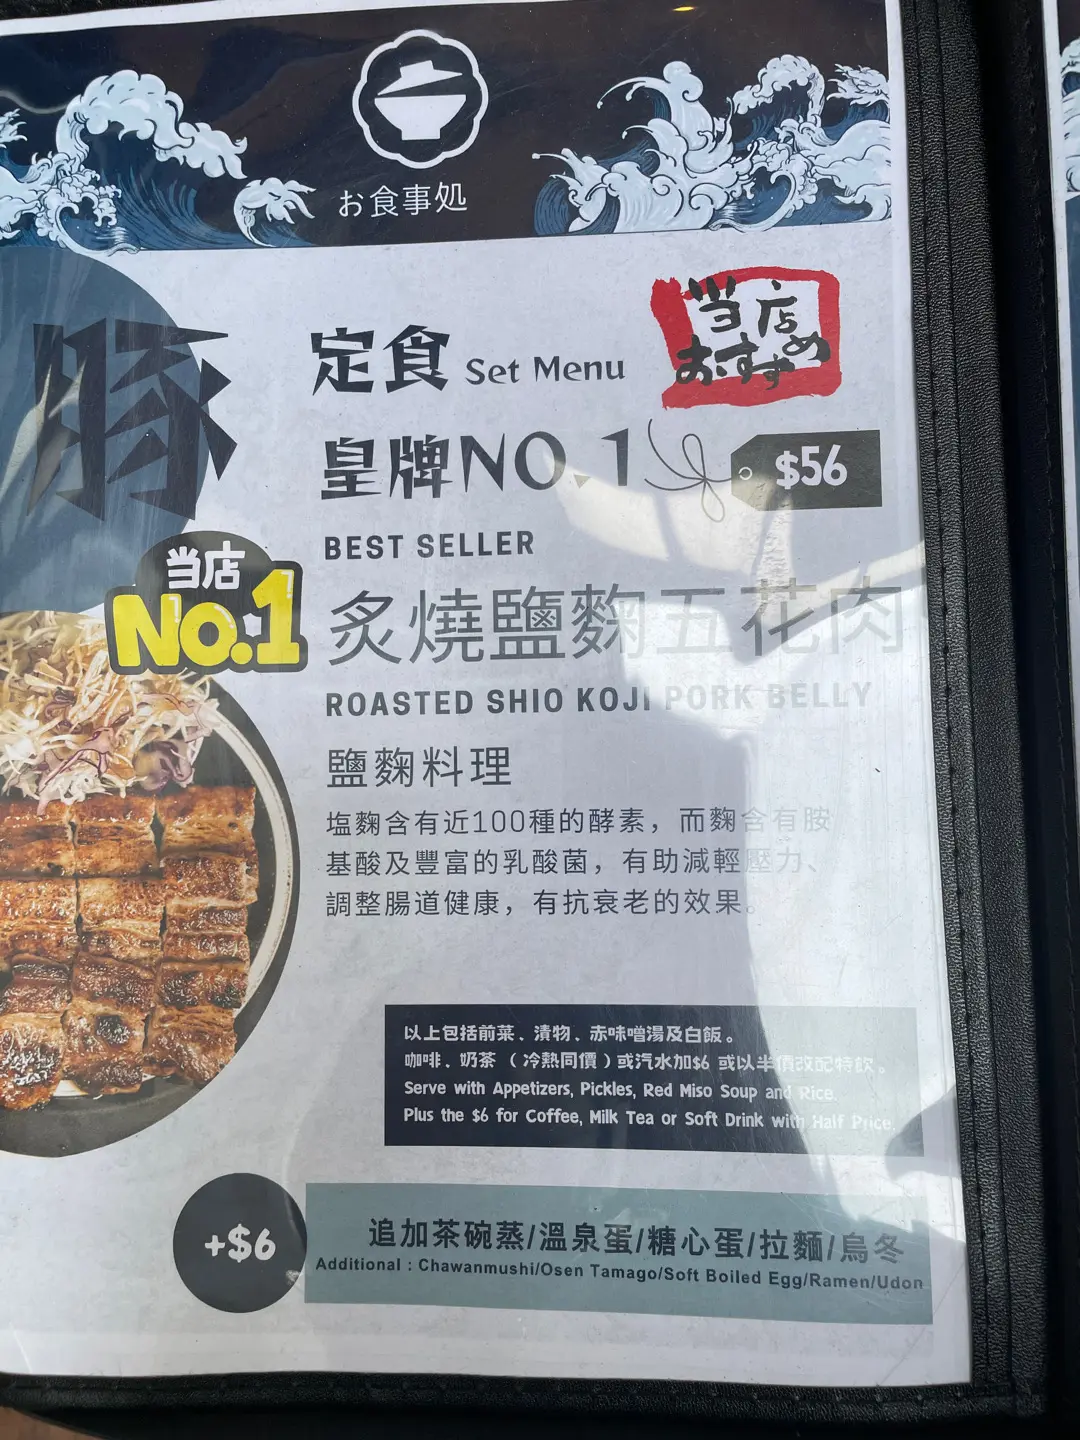 お食事処
豚
定食 Set Menu
当店
おすすめ
皇牌NO.1
$56
BEST SELLER
当店
No.1
炙燒鹽麴五花肉
ROASTED SHIO KOJI PORK BELLY
鹽麴料理
塩麴含有近100種的酵素，而麴含有胺
基酸及豐富的乳酸菌，有助減輕壓力、
調整腸道健康，有抗衰老的效果。
以上包括前菜、漬物、赤味噌湯及白飯。
咖啡、奶茶（冷熱同價）或汽水加$6 或以半價改配特飲。
Serve with Appetizers, Pickles, Red Miso Soup and Rice.
Plus the $6 for Coffee, Milk Tea or Soft Drink with Half Price.
+$6
追加茶碗蒸/溫泉蛋/糖心蛋/拉麵/烏冬
Additional : Chawanmushi/Osen Tamago/Soft Boiled Egg/Ramen/Udon